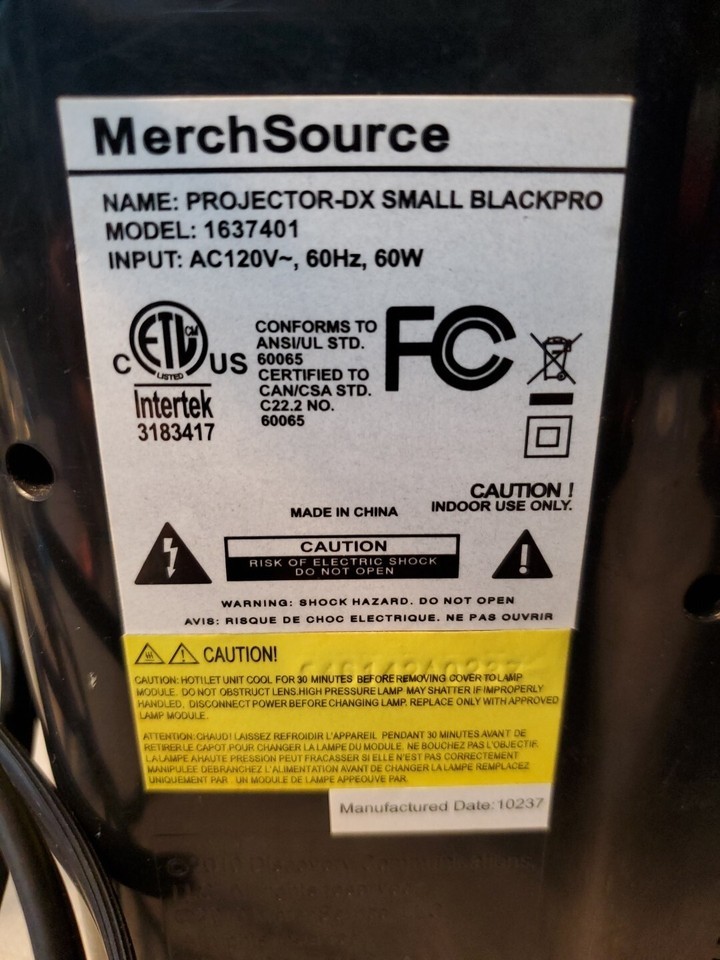 MerchSource
NAME: PROJECTOR-DX SMALL BLACKPRO
MODEL: 1637401
INPUT: AC120V~, 60Hz, 60W
C ETL CM US
LISTED
Intertek
3183417
CONFORMS TO
ANSI/UL STD.
60065
CERTIFIED TO
CAN/CSA STD.
C22.2 NO.
60065
FC
CAUTION !
INDOOR USE ONLY.
MADE IN CHINA
CAUTION
RISK OF ELECTRIC SHOCK
DO NOT OPEN
WARNING: SHOCK HAZARD. DO NOT OPEN
AVIS: RISQUE DE CHOC ELECTRIQUE. NE PAS OUVRIR
CAUTION!
CAUTION: HOT!LET UNIT COOL FOR 30 MINUTES BEFORE REMOVING COVER TO LAMP
MODULE. DO NOT OBSTRUCT LENS.HIGH PRESSURE LAMP MAY SHATTER IF IMPROPERLY
HANDLED. DISCONNECT POWER BEFORE CHANGING LAMP. REPLACE ONLY WITH APPROVED
LAMP MODULE.
ATTENTION:CHAUD! LAISSEZ REFROIDIR L'APPAREIL PENDANT 30 MINUTES AVANT DE
RETIRER LE CAPOT POUR CHANGER LA LAMPE DU MODULE. NE BOUCHEZ PAS L'OBJECTIF.
LA LAMPE AHAUTE PRESSION PEUT FRACASSER SI ELLE N'EST PAS CORRECTEMENT
MANIPULEE DEBRANCHEZ L'ALIMENTATION AVANT DE CHANGER LA LAMPE REMPLACEZ
UNIQUEMENT PAR UN MODULE DE LAMPE APPEOUVE PAR.
Manufactured Date:10237